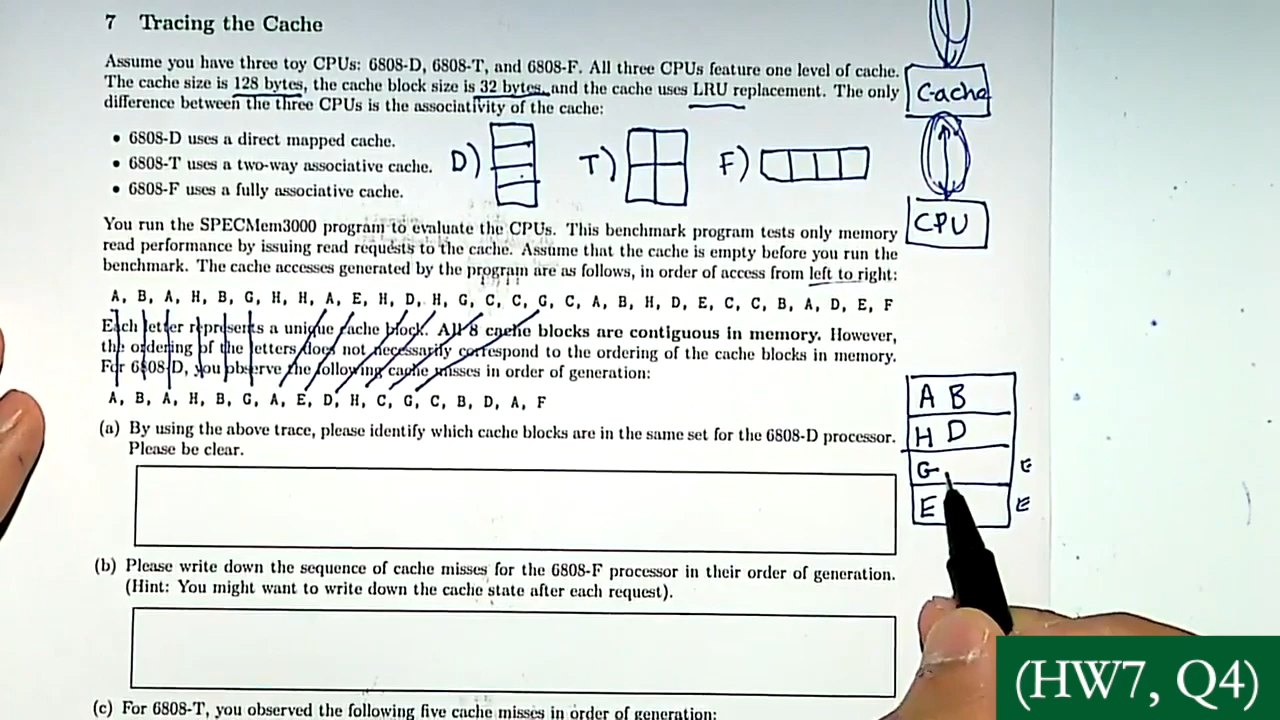 7 Tracing the Cache
Assume you have three toy CPUs: 6808-D, 6808-T, and 6808-F. All three CPUs feature one level of cache.
The cache size is 128 bytes, the cache block size is 32 bytes, and the cache uses LRU replacement. The only
difference between the three CPUs is the associativity of the cache:
• 6808-D uses a direct mapped cache.
• 6808-T uses a two-way associative cache.
• 6808-F uses a fully associative cache.
D) T) F)
Cache
CPU
You run the SPECMem3000 program to evaluate the CPUs. This benchmark program tests only memory
read performance by issuing read requests to the cache. Assume that the cache is empty before you run the
benchmark. The cache accesses generated by the program are as follows, in order of access from left to right:
A, B, A, H, B, G, H, H, A, E, H, D, H, G, C, C, G, C, A, B, H, D, E, C, C, B, A, D, E, F
Each letter represents a unique cache block. All 8 cache blocks are contiguous in memory. However,
the ordering of the letters does not necessarily correspond to the ordering of the cache blocks in memory.
For 6808-D, you observe the following cache misses in order of generation:
A, B, A, H, B, G, A, E, D, H, C, G, C, B, D, A, F
A B
H D
G E
E E
(a) By using the above trace, please identify which cache blocks are in the same set for the 6808-D processor.
Please be clear.
(b) Please write down the sequence of cache misses for the 6808-F processor in their order of generation.
(Hint: You might want to write down the cache state after each request).
(c) For 6808-T, you observed the following five cache misses in order of generation:
(HW7, Q4)